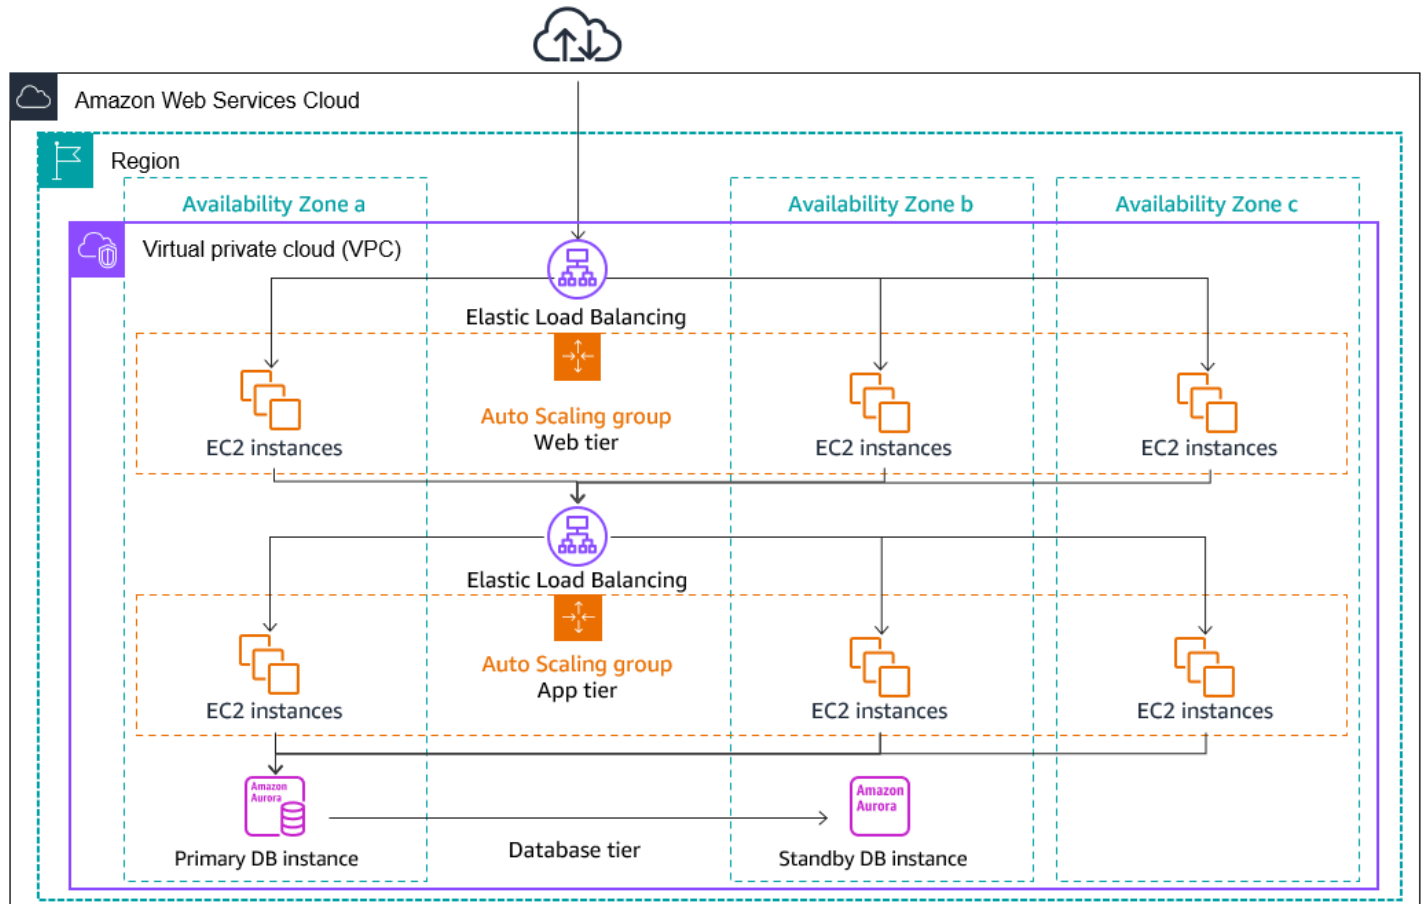 Amazon Web Services Cloud
Region
Availability Zone a
Availability Zone b
Availability Zone c
Virtual private cloud (VPC)
Elastic Load Balancing
Auto Scaling group
Web tier
EC2 instances
EC2 instances
EC2 instances
Elastic Load Balancing
Auto Scaling group
App tier
EC2 instances
EC2 instances
EC2 instances
Amazon
Aurora
Primary DB instance
Database tier
Amazon
Aurora
Standby DB instance